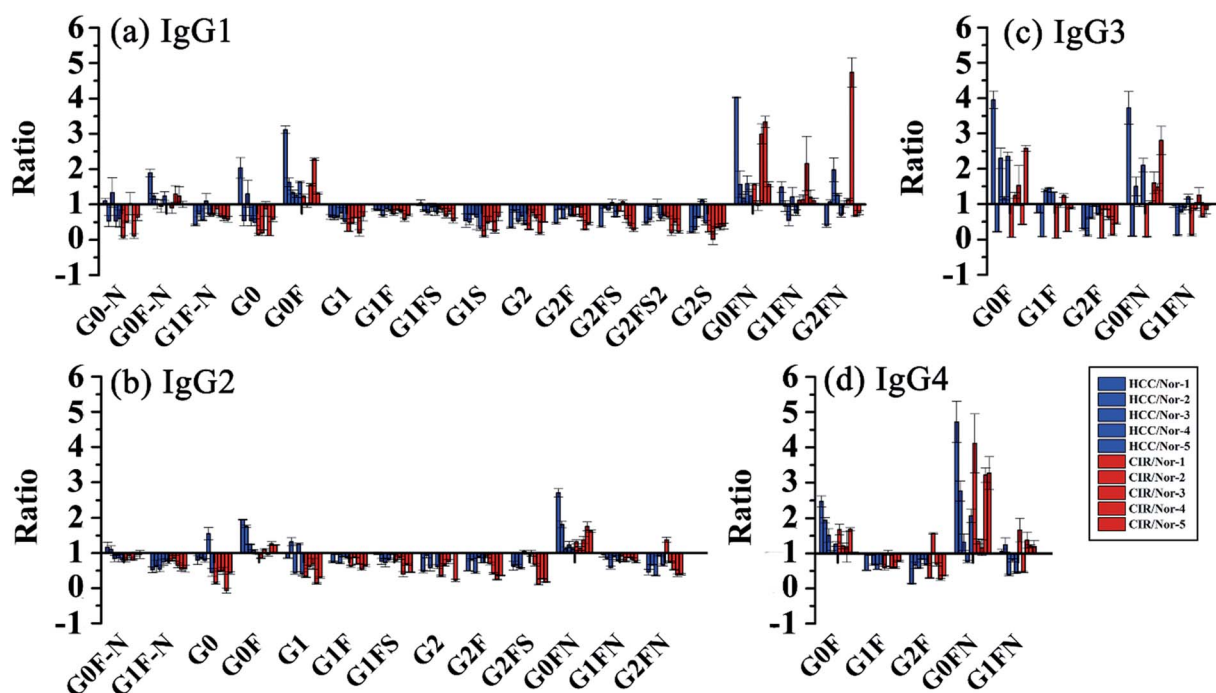 (a) IgG1
Ratio
6
5
4
3
2
1
0
-1
G0-N
G0F-N
G1F-N
G0
G0F
G1
G1F
G1FS
G1S
G2
G2F
G2FS
G2FS2
G2S
G0FN
G1FN
G2FN
(c) IgG3
Ratio
6
5
4
3
2
1
0
-1
G0F
G1F
G2F
G0FN
G1FN
(b) IgG2
Ratio
6
5
4
3
2
1
0
-1
G0F-N
G1F-N
G0
G0F
G1
G1F
G1FS
G2
G2F
G2FS
G0FN
G1FN
G2FN
(d) IgG4
Ratio
6
5
4
3
2
1
0
-1
G0F
G1F
G2F
G0FN
G1FN
HCC/Nor-1
HCC/Nor-2
HCC/Nor-3
HCC/Nor-4
HCC/Nor-5
CIR/Nor-1
CIR/Nor-2
CIR/Nor-3
CIR/Nor-4
CIR/Nor-5